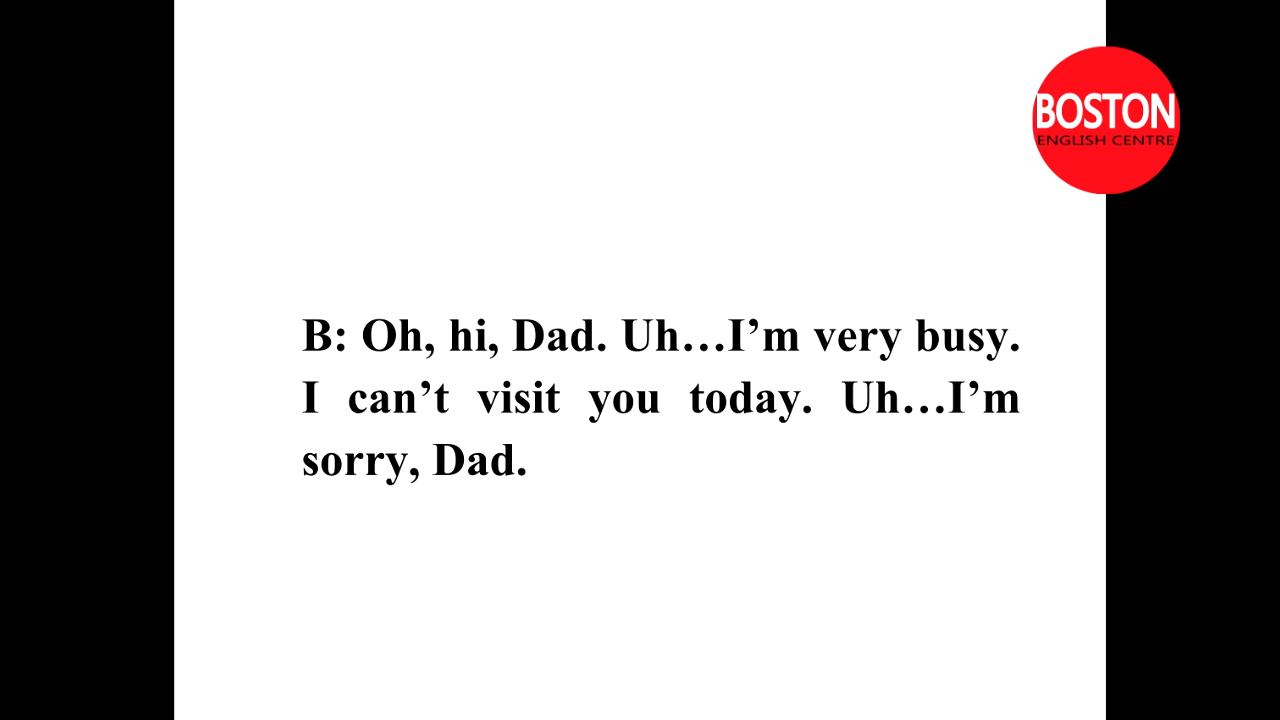 BOSTON
ENGLISH CENTRE
B: Oh, hi, Dad. Uh…I’m very busy.
I can’t visit you today. Uh…I’m
sorry, Dad.